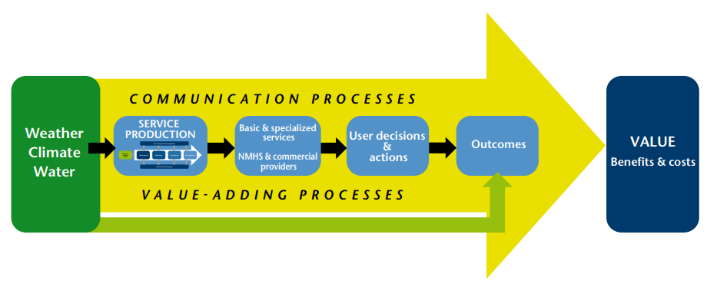 COMMUNICATION PROCESSES
Weather
Climate
Water
SERVICE
PRODUCTION
Basic & specialized
services
NMHS & commercial
providers
User decisions
&
actions
Outcomes
VALUE
Benefits & costs
VALUE-ADDING PROCESSES